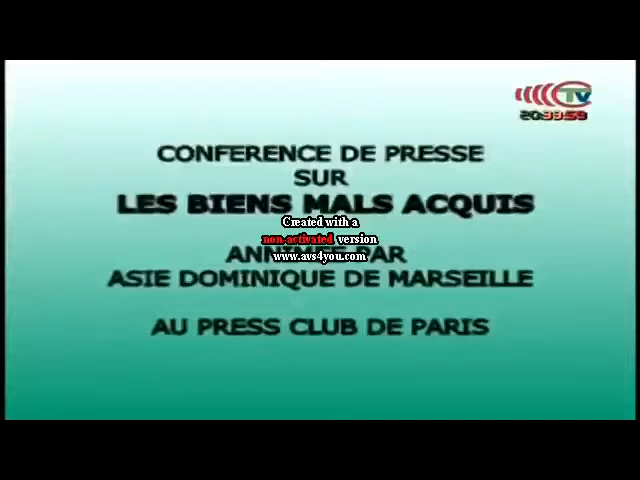 TV
20:33:59
CONFERENCE DE PRESSE
SUR
LES BIENS MALS ACQUIS
Created with a
non-activated version
www.avs4you.com
ANNIMEE PAR
ASIE DOMINIQUE DE MARSEILLE
AU PRESS CLUB DE PARIS